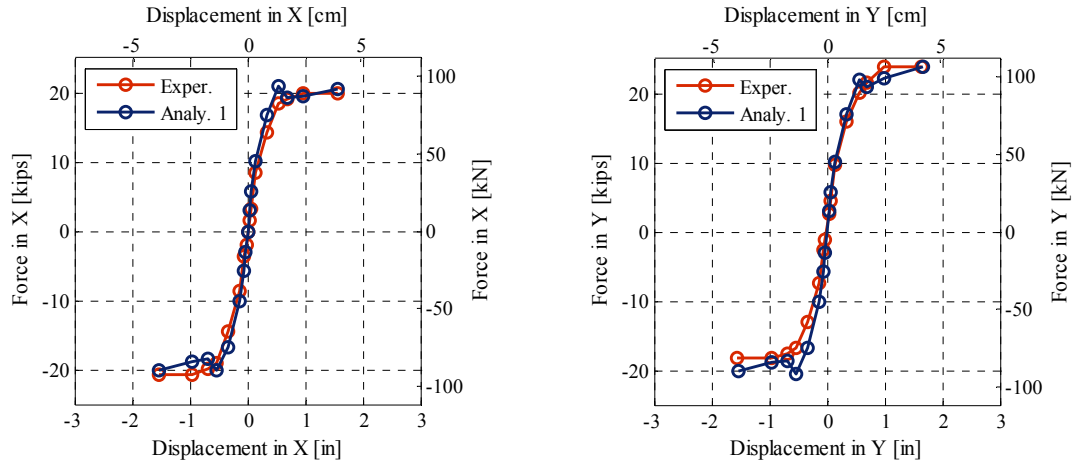 Displacement in X [cm]
-5 0 5
Exper.
Analy. 1
Force in X [kips]
20
10
0
-10
-20
Force in X [kN]
100
50
0
-50
-100
-3 -2 -1 0 1 2 3
Displacement in X [in]
Displacement in Y [cm]
-5 0 5
Exper.
Analy. 1
Force in Y [kips]
20
10
0
-10
-20
Force in Y [kN]
100
50
0
-50
-100
-3 -2 -1 0 1 2 3
Displacement in Y [in]